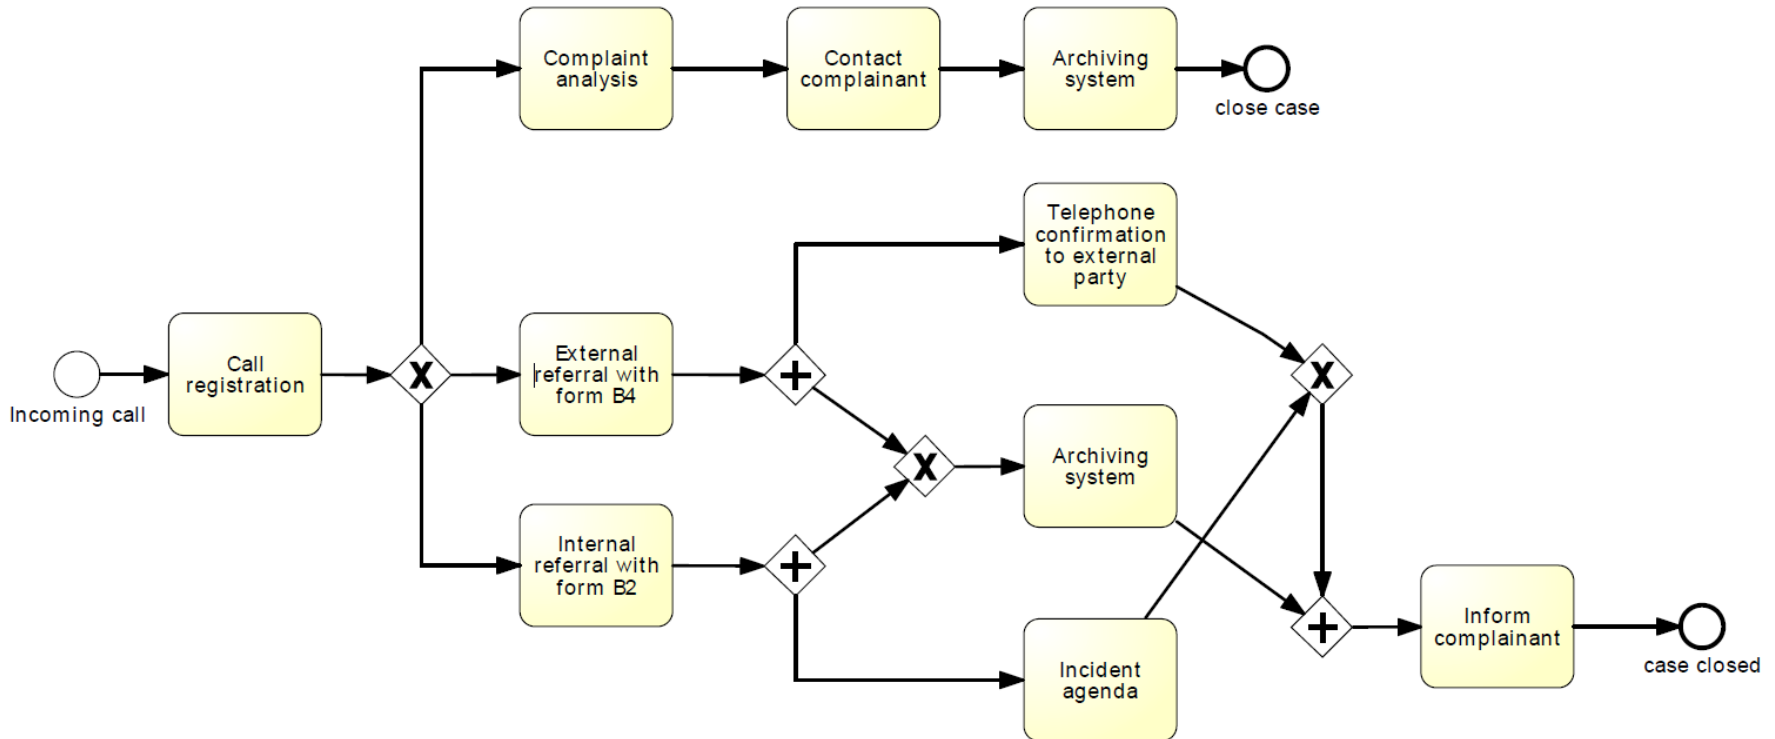 Complaint
analysis
Contact
complainant
Archiving
system
close case
Telephone
confirmation
to external
party
Call
registration
Incoming call
X
External
referral with
form B4
+
X
X
Archiving
system
Internal
referral with
form B2
+
Incident
agenda
+
Inform
complainant
case closed